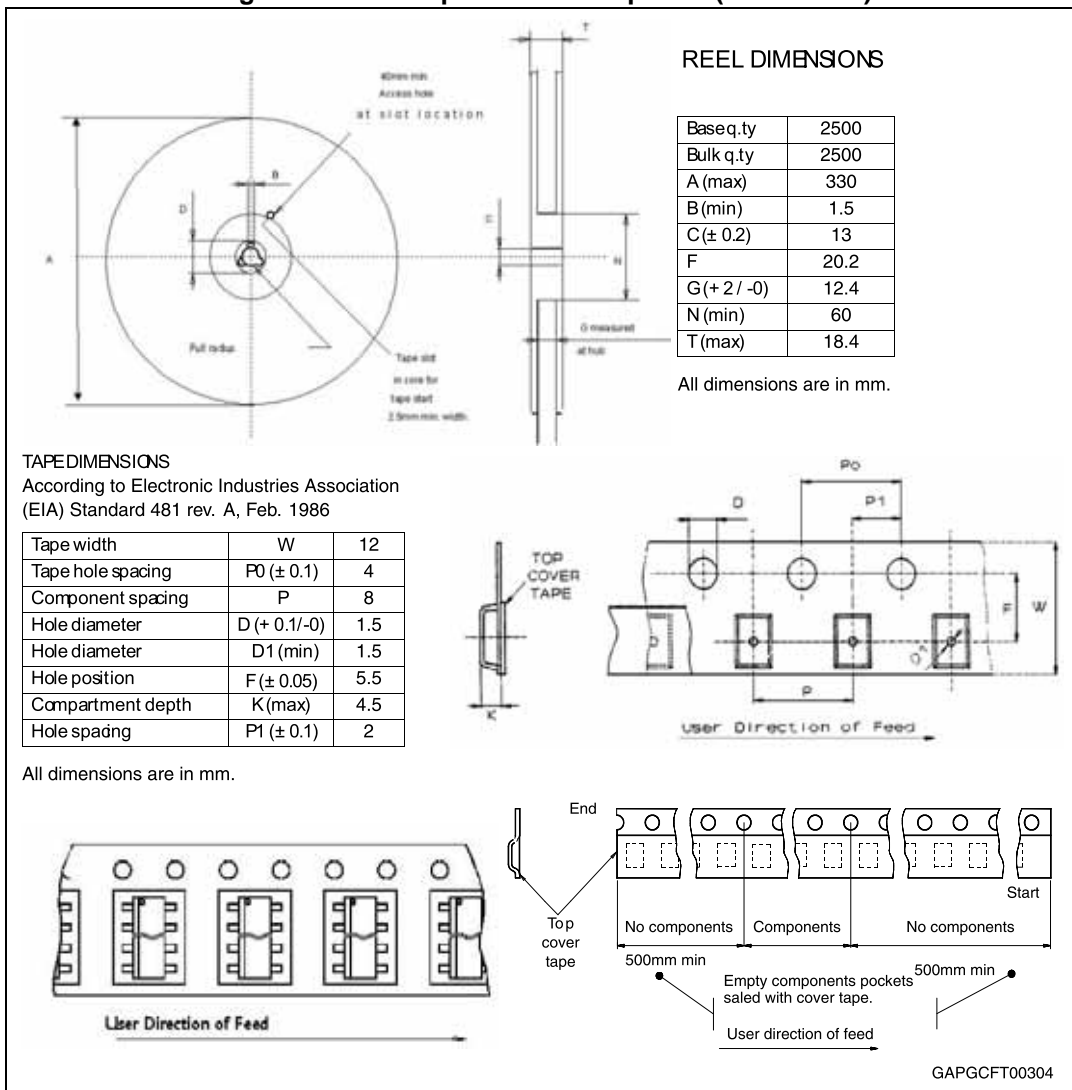 T
REEL DIMENSIONS
40mm min.
Access hole
at slot location
Base q.ty 2500
Bulk q.ty 2500
A (max) 330
B (min) 1.5
C (± 0.2) 13
F 20.2
G (+ 2 / -0) 12.4
N (min) 60
T (max) 18.4
B
D
A
N
G measured
at hub
Full radius
Tape slot
in core for
tape start
2.5mm min. width.
All dimensions are in mm.
TAPE DIMENSIONS
According to Electronic Industries Association
(EIA) Standard 481 rev. A, Feb. 1986
Tape width W 12
Tape hole spacing P0 (± 0.1) 4
Component spacing P 8
Hole diameter D (+ 0.1/-0) 1.5
Hole diameter D1 (min) 1.5
Hole position F (± 0.05) 5.5
Compartment depth K (max) 4.5
Hole spacing P1 (± 0.1) 2
All dimensions are in mm.
P0
D
P1
TOP
COVER
TAPE
F
W
D1
K
P
User Direction of Feed
User Direction of Feed
End
Start
Top
cover
tape
No components
Components
No components
500mm min
500mm min
Empty components pockets
saled with cover tape.
User direction of feed
GAPGCFT00304